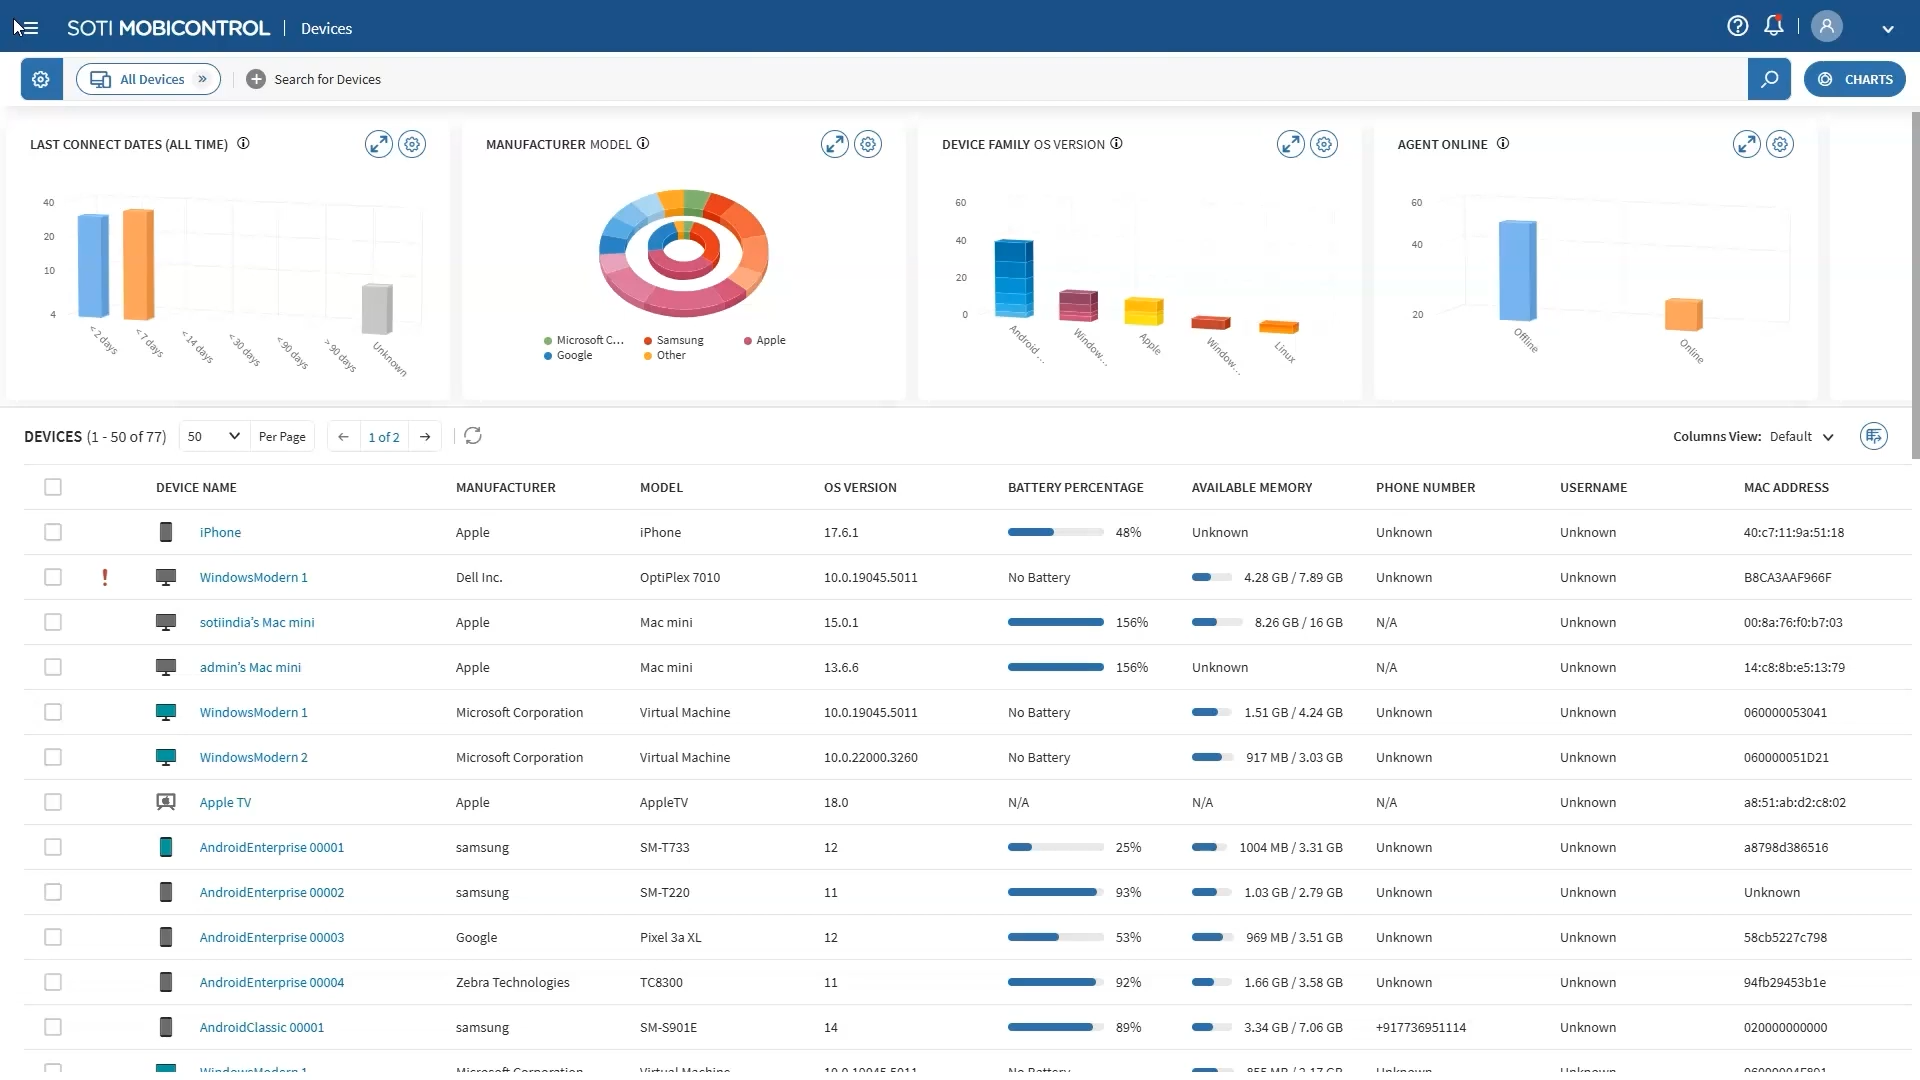 SOTI MOBICONTROL | Devices
All Devices » Search for Devices CHARTS
LAST CONNECT DATES (ALL TIME)
40
20
10
4
< 2 days
< 7 days
< 14 days
< 30 days
< 90 days
> 90 days
Unknown
MANUFACTURER MODEL
Microsoft C... Samsung Apple
Google Other
DEVICE FAMILY OS VERSION
60
40
20
0
Android ...
Window...
Apple
Window...
Linux
AGENT ONLINE
60
40
20
Offline
Online
DEVICES (1 - 50 of 77) 50 Per Page 1 of 2 Columns View: Default
DEVICE NAME MANUFACTURER MODEL OS VERSION BATTERY PERCENTAGE AVAILABLE MEMORY PHONE NUMBER USERNAME MAC ADDRESS
iPhone Apple iPhone 17.6.1 48% Unknown Unknown Unknown 40:c7:11:9a:51:18
! WindowsModern 1 Dell Inc. OptiPlex 7010 10.0.19045.5011 No Battery 4.28 GB / 7.89 GB Unknown Unknown B8CA3AAF966F
sotiindia's Mac mini Apple Mac mini 15.0.1 156% 8.26 GB / 16 GB N/A Unknown 00:8a:76:f0:b7:03
admin's Mac mini Apple Mac mini 13.6.6 156% Unknown N/A Unknown 14:c8:8b:e5:13:79
WindowsModern 1 Microsoft Corporation Virtual Machine 10.0.19045.5011 No Battery 1.51 GB / 4.24 GB Unknown Unknown 060000053041
WindowsModern 2 Microsoft Corporation Virtual Machine 10.0.22000.3260 No Battery 917 MB / 3.03 GB Unknown Unknown 060000051D21
Apple TV Apple AppleTV 18.0 N/A N/A N/A Unknown a8:51:ab:d2:c8:02
AndroidEnterprise 00001 samsung SM-T733 12 25% 1004 MB / 3.31 GB Unknown Unknown a8798d386516
AndroidEnterprise 00002 samsung SM-T220 11 93% 1.03 GB / 2.79 GB Unknown Unknown Unknown
AndroidEnterprise 00003 Google Pixel 3a XL 12 53% 969 MB / 3.51 GB Unknown Unknown 58cb5227c798
AndroidEnterprise 00004 Zebra Technologies TC8300 11 92% 1.66 GB / 3.58 GB Unknown Unknown 94fb29453b1e
AndroidClassic 00001 samsung SM-S901E 14 89% 3.34 GB / 7.06 GB +917736951114 Unknown 020000000000
WindowsModern 1 Microsoft Corporation Virtual Machine 10.0.19045.5011 No Battery Unknown Unknown